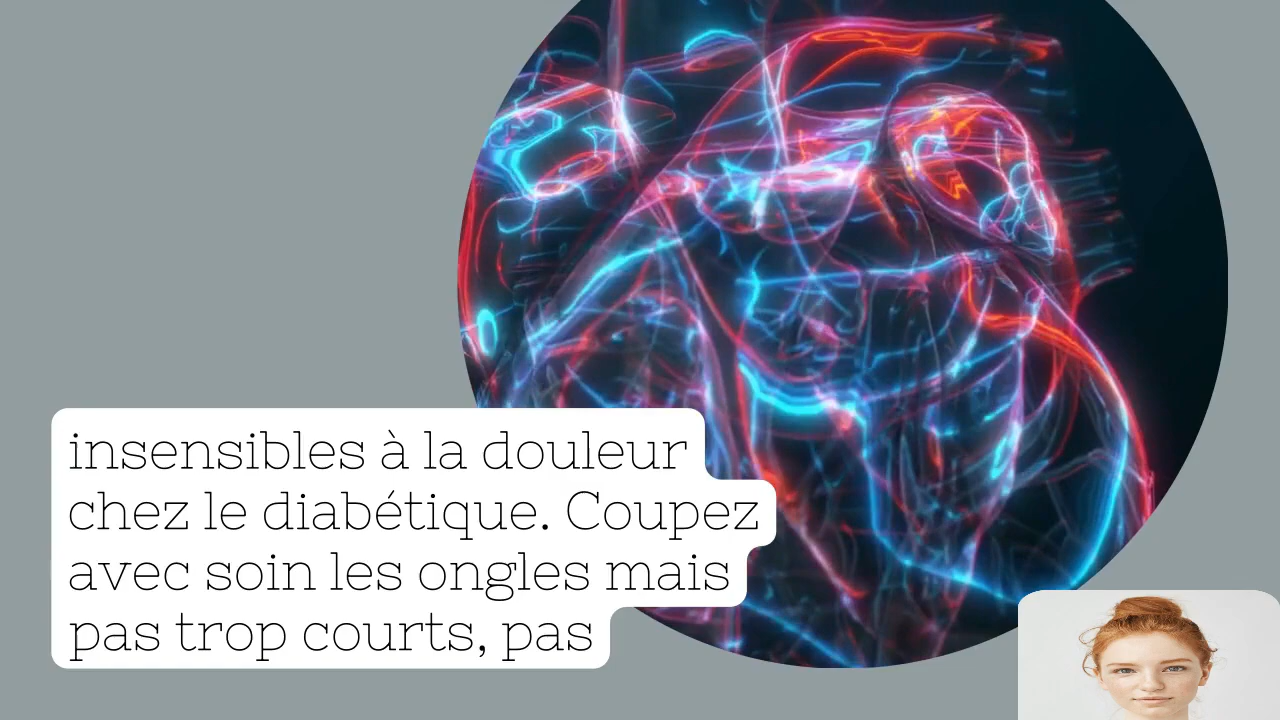 insensibles à la douleur
chez le diabétique. Coupez
avec soin les ongles mais
pas trop courts, pas